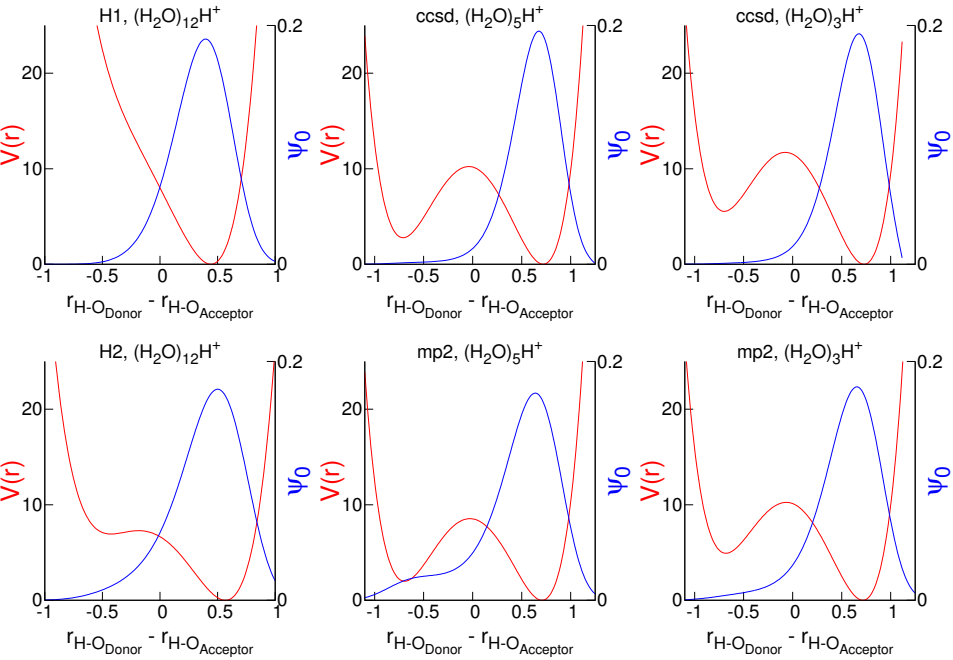 H1, (H2O)12H+
ccsd, (H2O)5H+
ccsd, (H2O)3H+
0.2
0.2
0.2
20
20
20
V(r)
ψ0
V(r)
ψ0
V(r)
ψ0
10
10
10
0
0
0
0
0
0
-1 -0.5 0 0.5 1
-1 -0.5 0 0.5 1
-1 -0.5 0 0.5 1
rH-ODonor - rH-OAcceptor
rH-ODonor - rH-OAcceptor
rH-ODonor - rH-OAcceptor
H2, (H2O)12H+
mp2, (H2O)5H+
mp2, (H2O)3H+
0.2
0.2
0.2
20
20
20
V(r)
ψ0
V(r)
ψ0
V(r)
ψ0
10
10
10
0
0
0
0
0
0
-1 -0.5 0 0.5 1
-1 -0.5 0 0.5 1
-1 -0.5 0 0.5 1
rH-ODonor - rH-OAcceptor
rH-ODonor - rH-OAcceptor
rH-ODonor - rH-OAcceptor